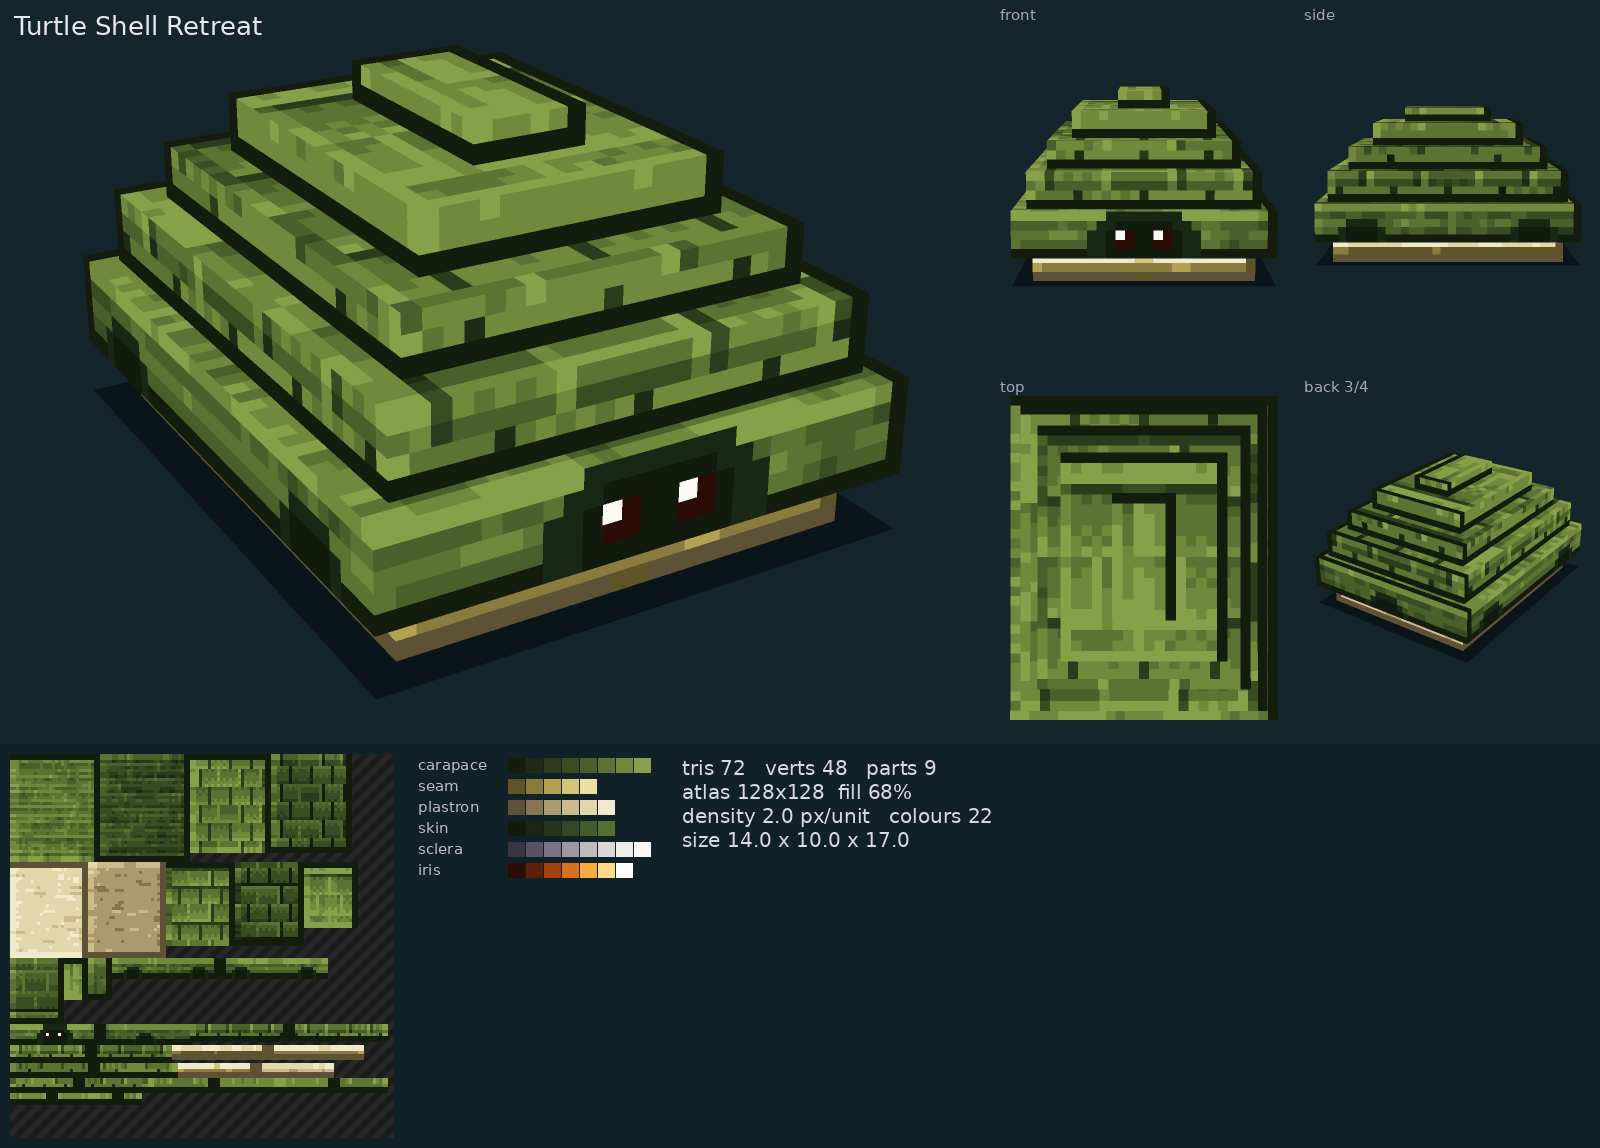 Turtle Shell Retreat
front
side
top
back 3/4
carapace
seam
plastron
skin
sclera
iris
tris 72   verts 48   parts 9
atlas 128x128   fill 68%
density 2.0 px/unit   colours 22
size 14.0 x 10.0 x 17.0